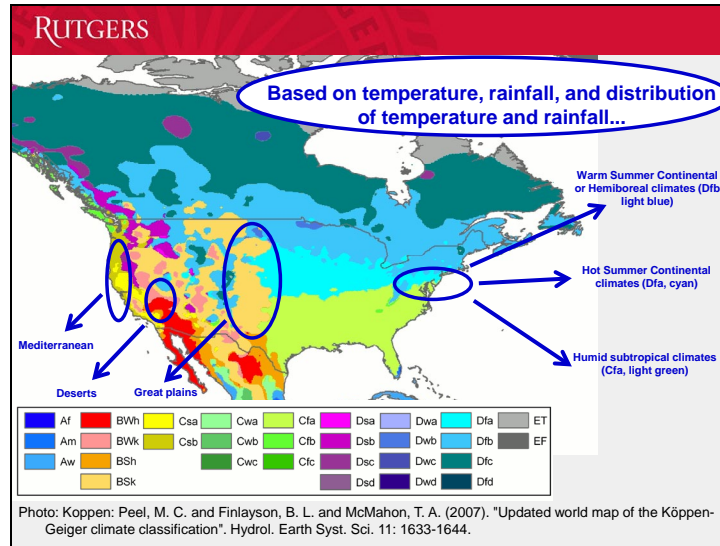 RUTGERS
Based on temperature, rainfall, and distribution
of temperature and rainfall...
Warm Summer Continental
or Hemiboreal climates (Dfb,
light blue)
Hot Summer Continental
climates (Dfa, cyan)
Humid subtropical climates
(Cfa, light green)
Mediterranean
Deserts
Great plains
Af BWh Csa Cwa Cfa Dsa Dwa Dfa ET
Am BWk Csb Cwb Cfb Dsb Dwb Dfb EF
Aw BSh Cwc Cfc Dsc Dwc Dfc
BSk Dsd Dwd Dfd
Photo: Koppen: Peel, M. C. and Finlayson, B. L. and McMahon, T. A. (2007). "Updated world map of the Köppen-
Geiger climate classification". Hydrol. Earth Syst. Sci. 11: 1633-1644.